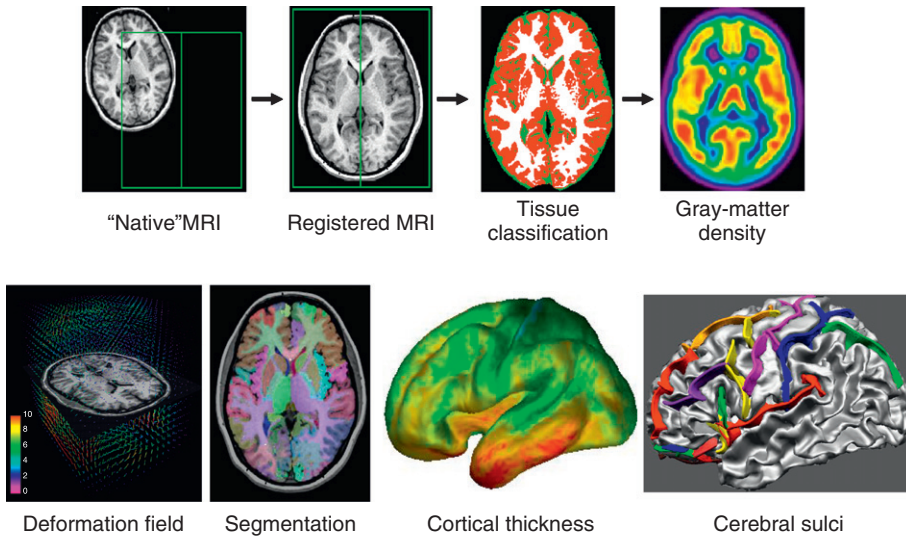 “Native”MRI
Registered MRI
Tissue
classification
Gray-matter
density
10
8
6
4
2
0
Deformation field
Segmentation
Cortical thickness
Cerebral sulci